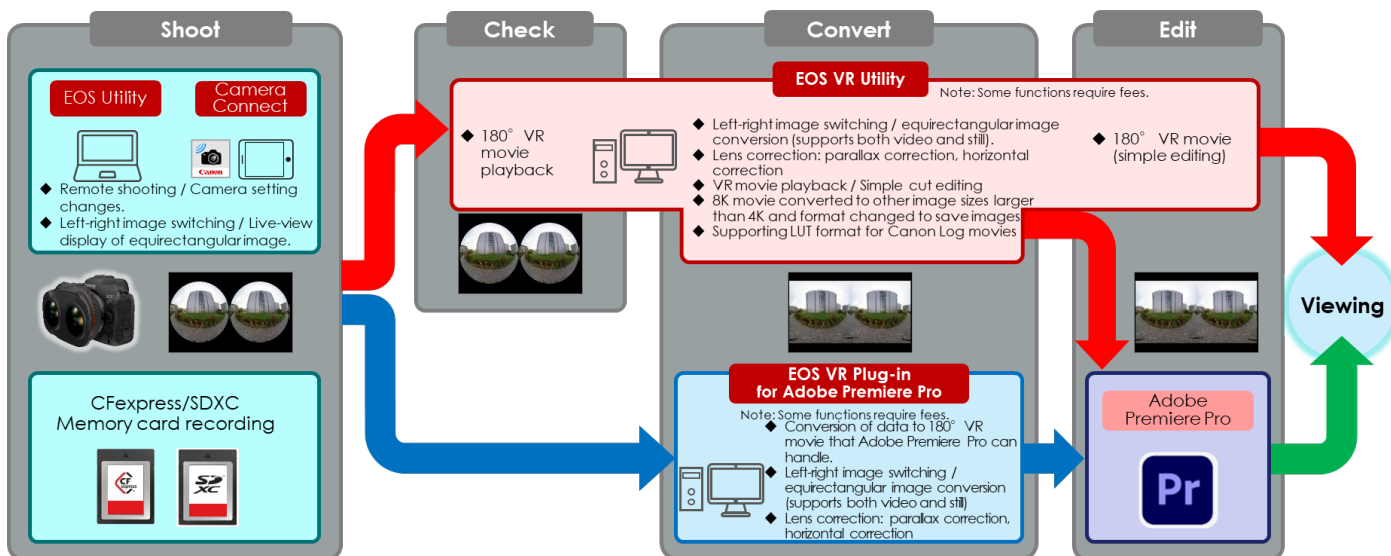 Shoot
Check
Convert
Edit
EOS Utility
Camera
Connect
Canon
◆ Remote shooting / Camera setting
changes.
◆ Left-right image switching / Live-view
display of equirectangular image.
CFexpress/SDXC
Memory card recording
CF
express
SD
XC
EOS VR Utility
Note: Some functions require fees.
◆ 180° VR
movie
playback
◆ Left-right image switching / equirectangular image
conversion (supports both video and still).
◆ Lens correction: parallax correction, horizontal
correction
◆ VR movie playback / Simple cut editing
◆ 8K movie converted to other image sizes larger
than 4K and format changed to save images
◆ Supporting LUT format for Canon Log movies
◆ 180° VR movie
(simple editing)
EOS VR Plug-in
for Adobe Premiere Pro
Note: Some functions require fees.
◆ Conversion of data to 180° VR
movie that Adobe Premiere Pro can
handle.
◆ Left-right image switching /
equirectangular image conversion
(supports both video and still)
◆ Lens correction: parallax correction,
horizontal correction
Adobe
Premiere Pro
Pr
Viewing